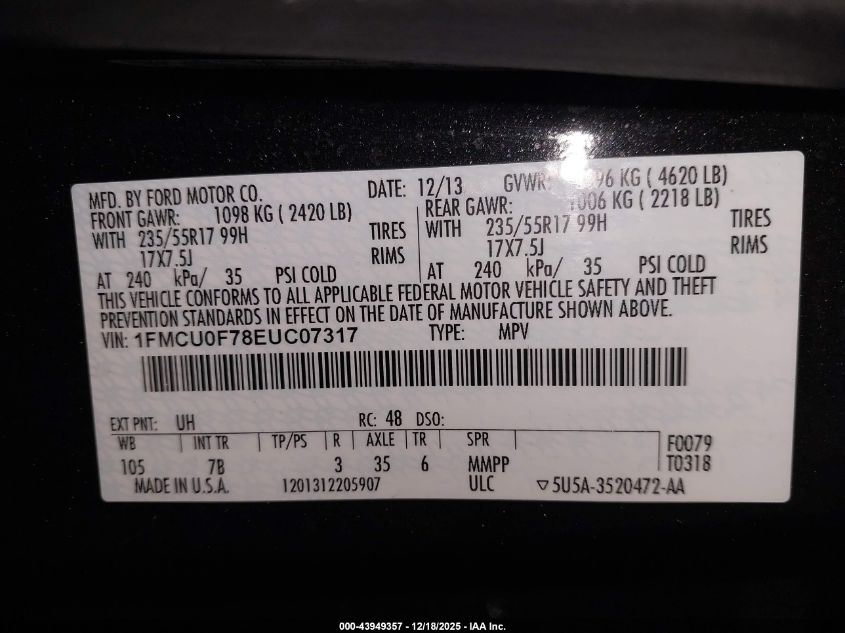 MFD. BY FORD MOTOR CO. DATE: 12/13 GVWR: 96 KG ( 4620 LB)
FRONT GAWR: 1098 KG ( 2420 LB) REAR GAWR: 1006 KG ( 2218 LB)
WITH 235/55R17 99H TIRES WITH 235/55R17 99H TIRES
17X7.5J RIMS 17X7.5J RIMS
AT 240 kPa/ 35 PSI COLD AT 240 kPa/ 35 PSI COLD
THIS VEHICLE CONFORMS TO ALL APPLICABLE FEDERAL MOTOR VEHICLE SAFETY AND THEFT
PREVENTION STANDARDS IN EFFECT ON THE DATE OF MANUFACTURE SHOWN ABOVE.
VIN: 1FMCU0F78EUC07317 TYPE: MPV
EXT PNT: UH RC: 48 DSO:
WB INT TR TP/PS R AXLE TR SPR F0079
105 7B 3 35 6 MMPP T0318
MADE IN U.S.A. 1201312205907 ULC ▽5U5A-3520472-AA
000-43949357 - 12/18/2025 - IAA Inc.